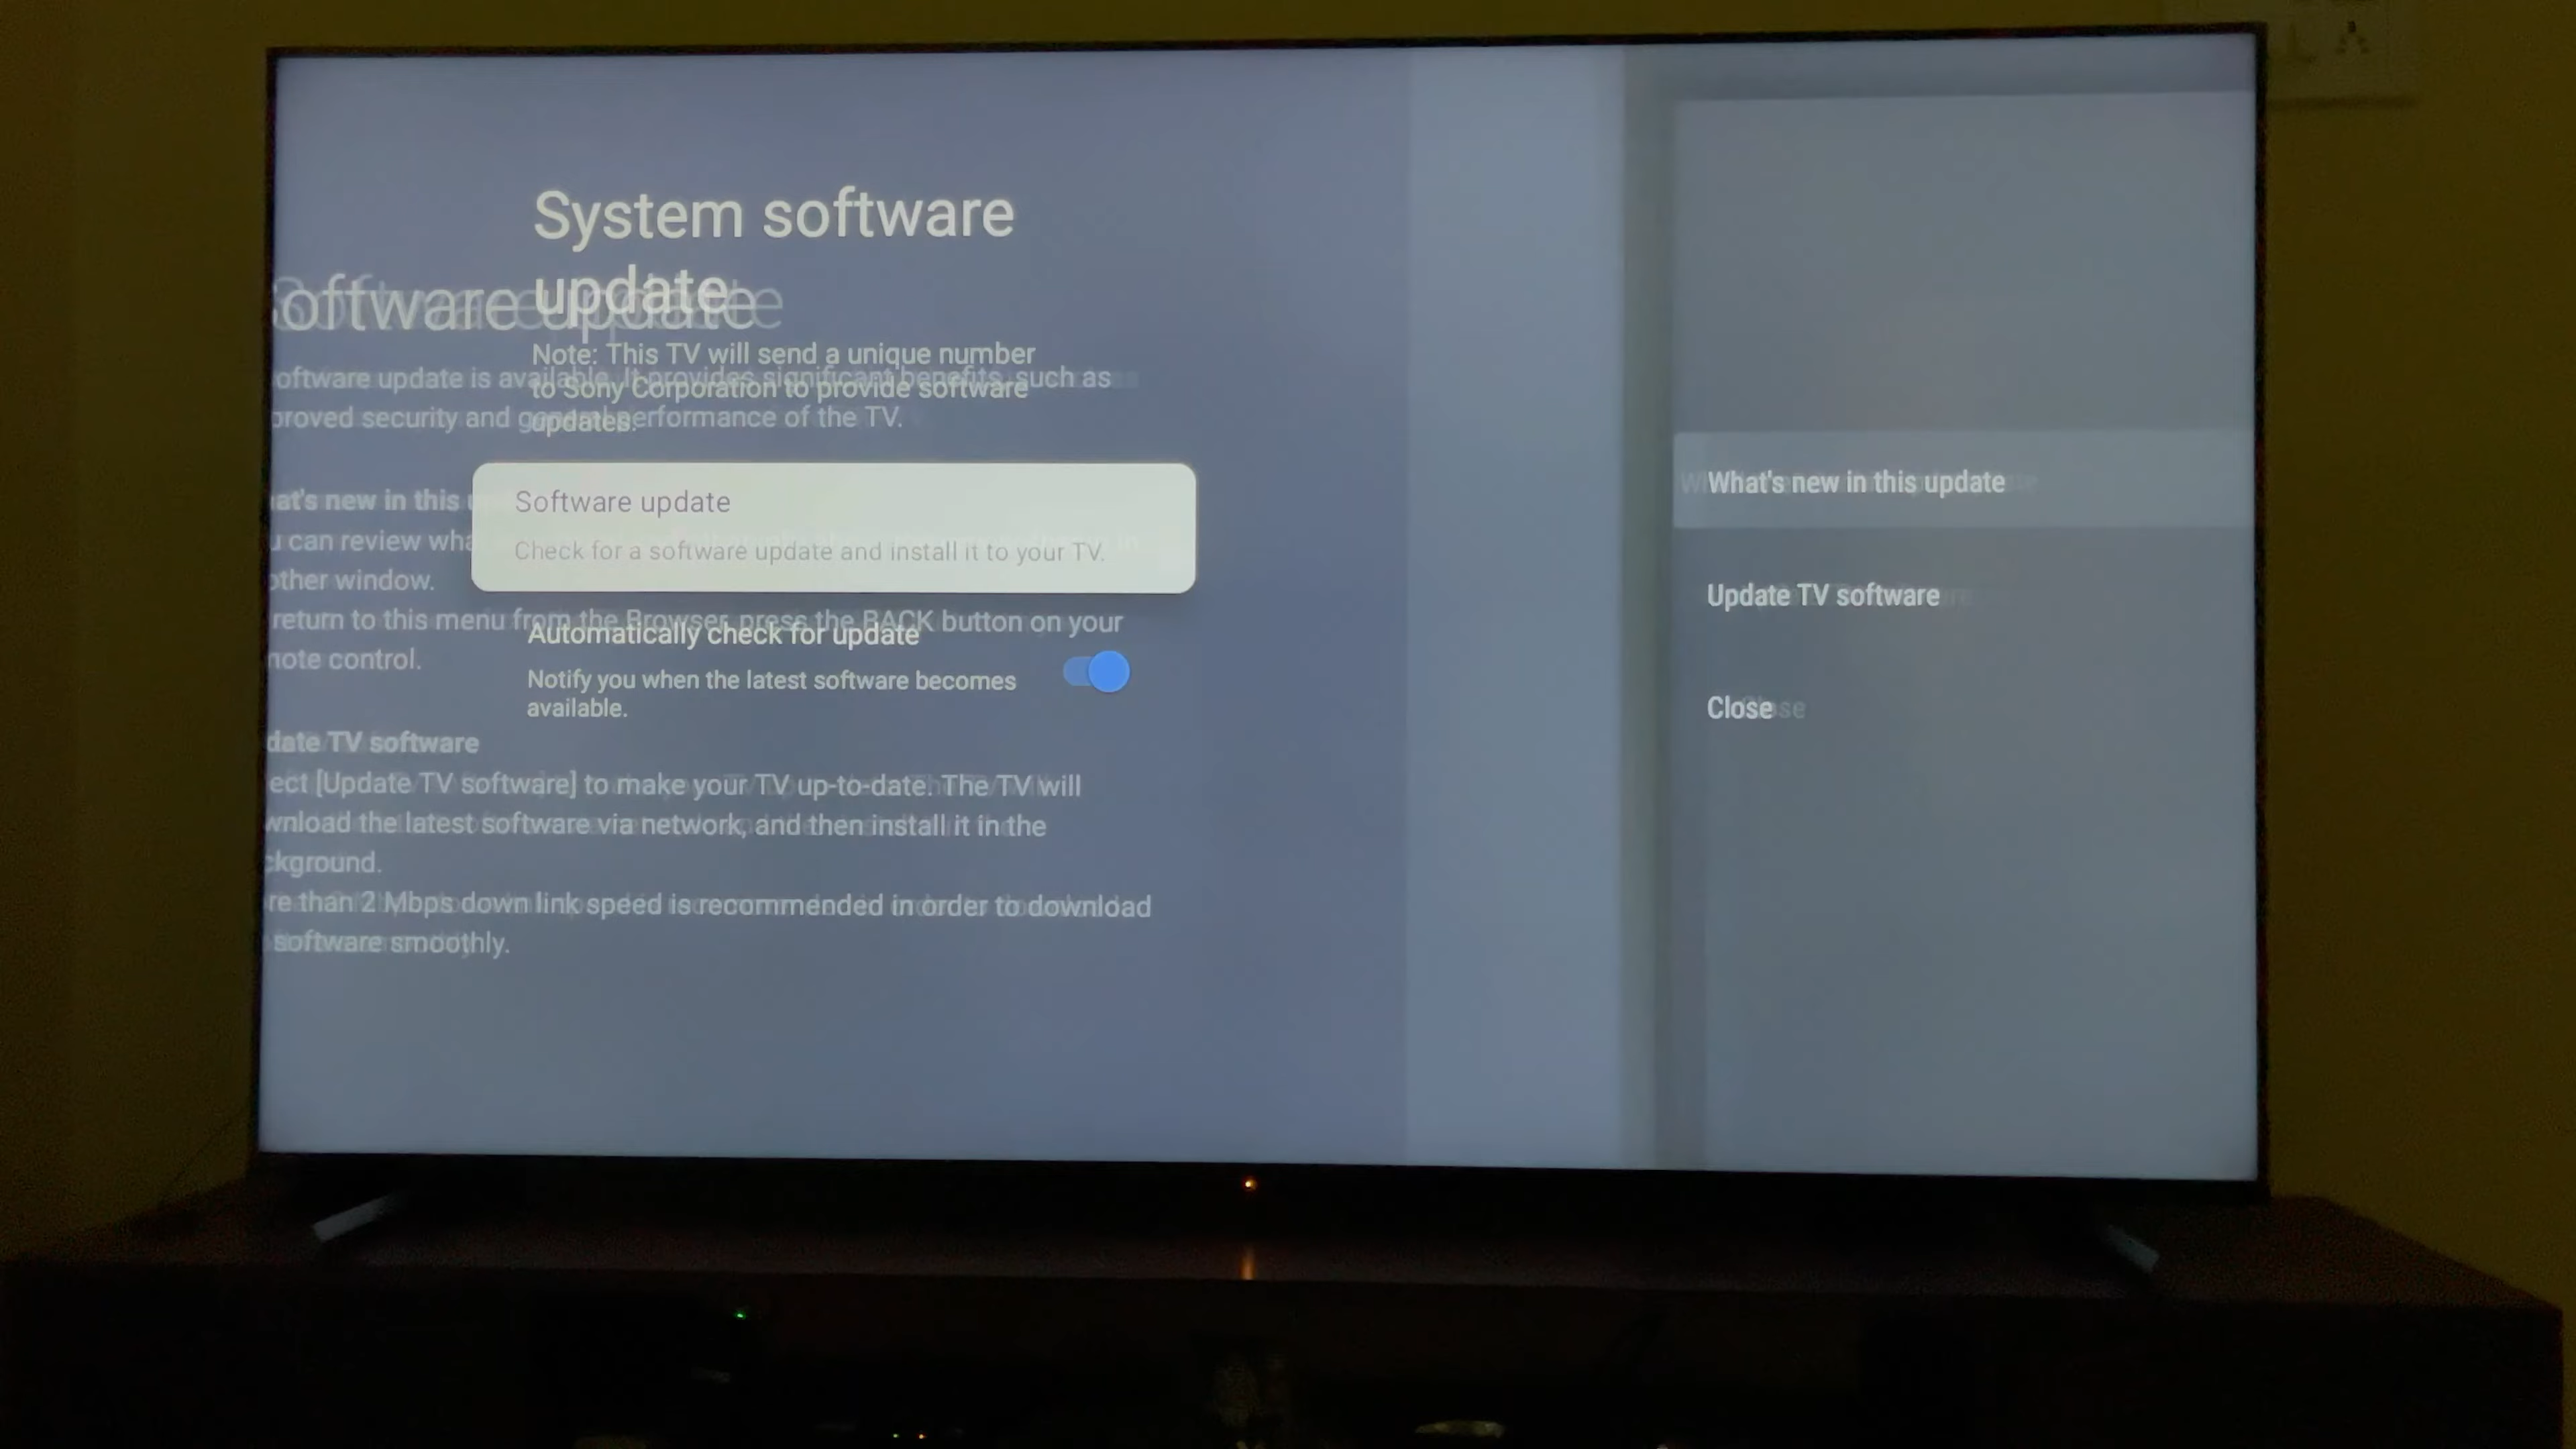 System software
update
Note: This TV will send a unique number
to Sony Corporation to provide software
updates.
Software update
Check for a software update and install it to your TV.
Automatically check for update
Notify you when the latest software becomes
available.
oftware update
oftware update is available. It provides significant benefits, such as
proved security and general performance of the TV.
at's new in this
u can review
other window.
return to this menu from the Browser, press the BACK button on your
mote control.
date TV software
ect [Update TV software] to make your TV up-to-date. The TV will
wnload the latest software via network, and then install it in the
ckground.
re than 2 Mbps down link speed is recommended in order to download
software smoothly.
What's new in this update
Update TV software
Close